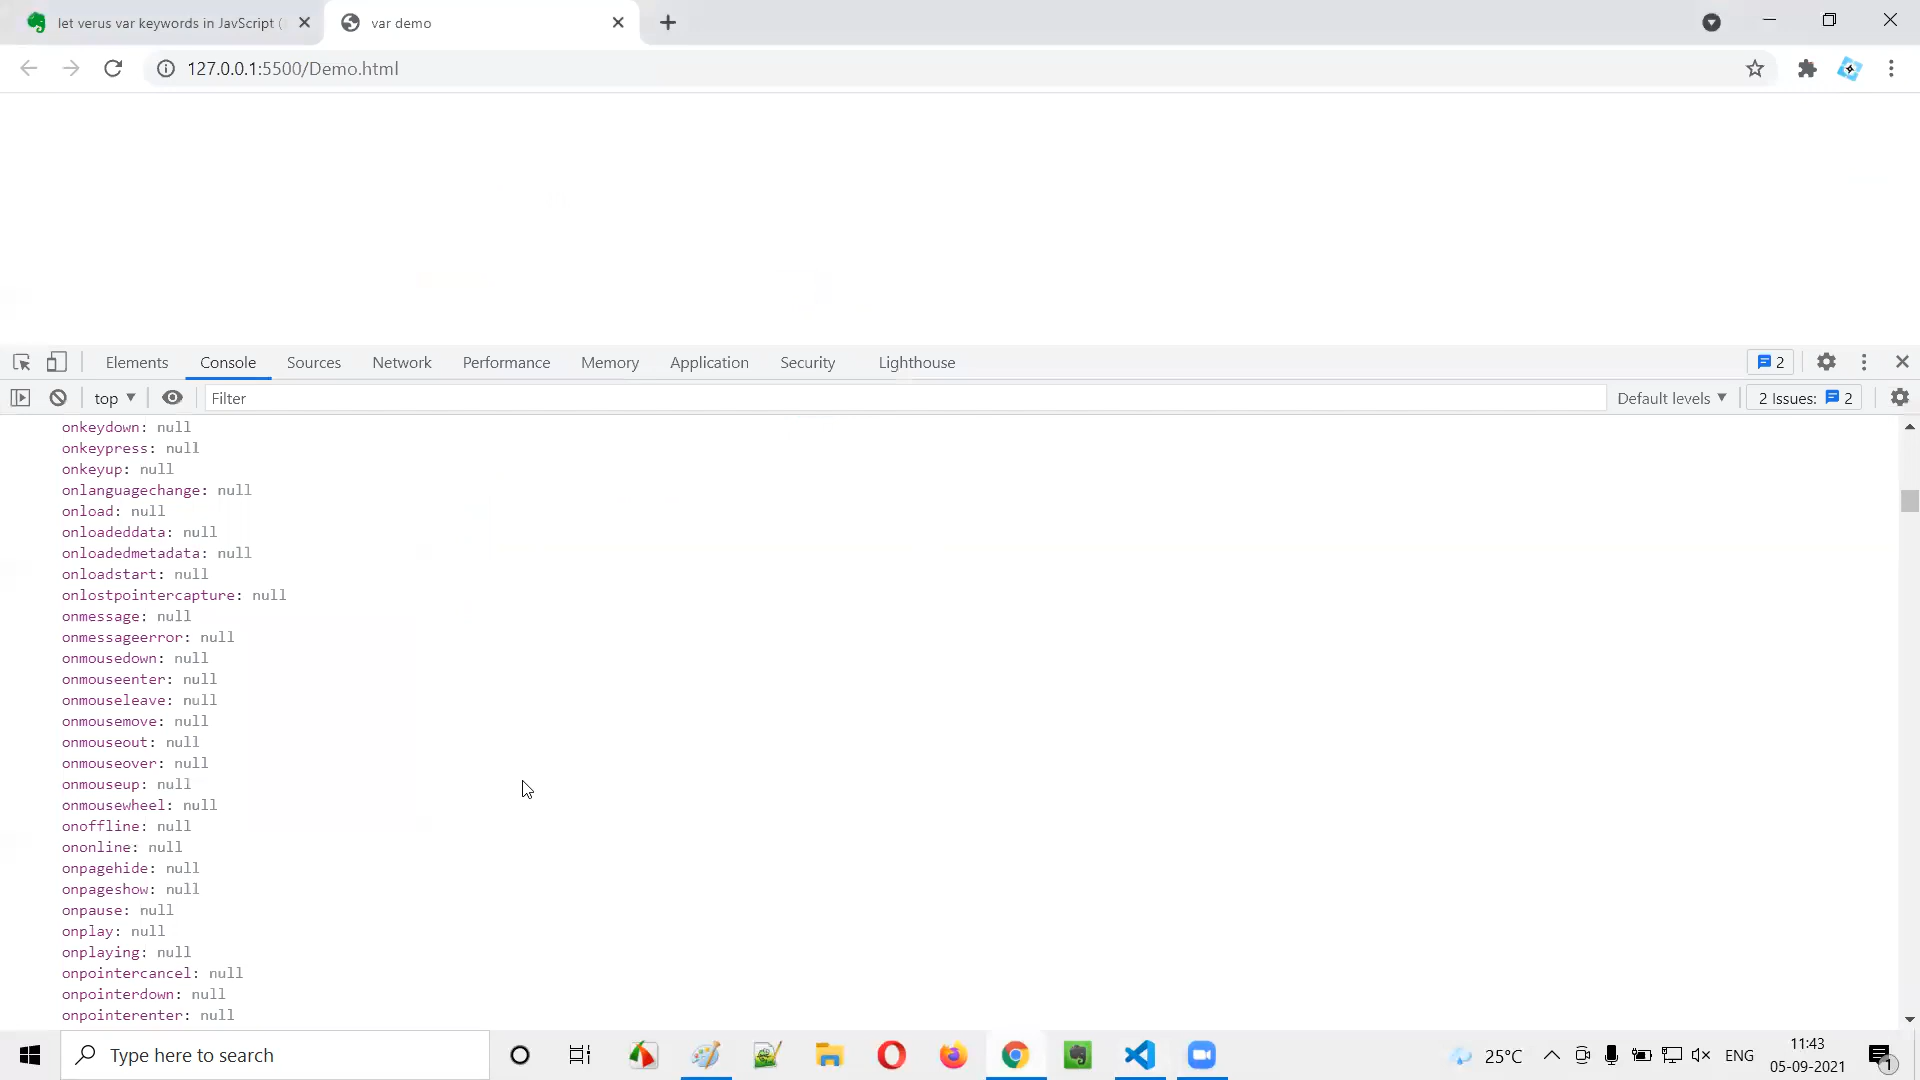 let verus var keywords in JavScript (
var demo
127.0.0.1:5500/Demo.html
Elements Console Sources Network Performance Memory Application Security Lighthouse 2
top Filter Default levels 2 Issues: 2
onkeydown: null
onkeypress: null
onkeyup: null
onlanguagechange: null
onload: null
onloadeddata: null
onloadedmetadata: null
onloadstart: null
onlostpointercapture: null
onmessage: null
onmessageerror: null
onmousedown: null
onmouseenter: null
onmouseleave: null
onmousemove: null
onmouseout: null
onmouseover: null
onmouseup: null
onmousewheel: null
onoffline: null
ononline: null
onpagehide: null
onpageshow: null
onpause: null
onplay: null
onplaying: null
onpointercancel: null
onpointerdown: null
onpointerenter: null
Type here to search
25°C
ENG
11:43
05-09-2021
1